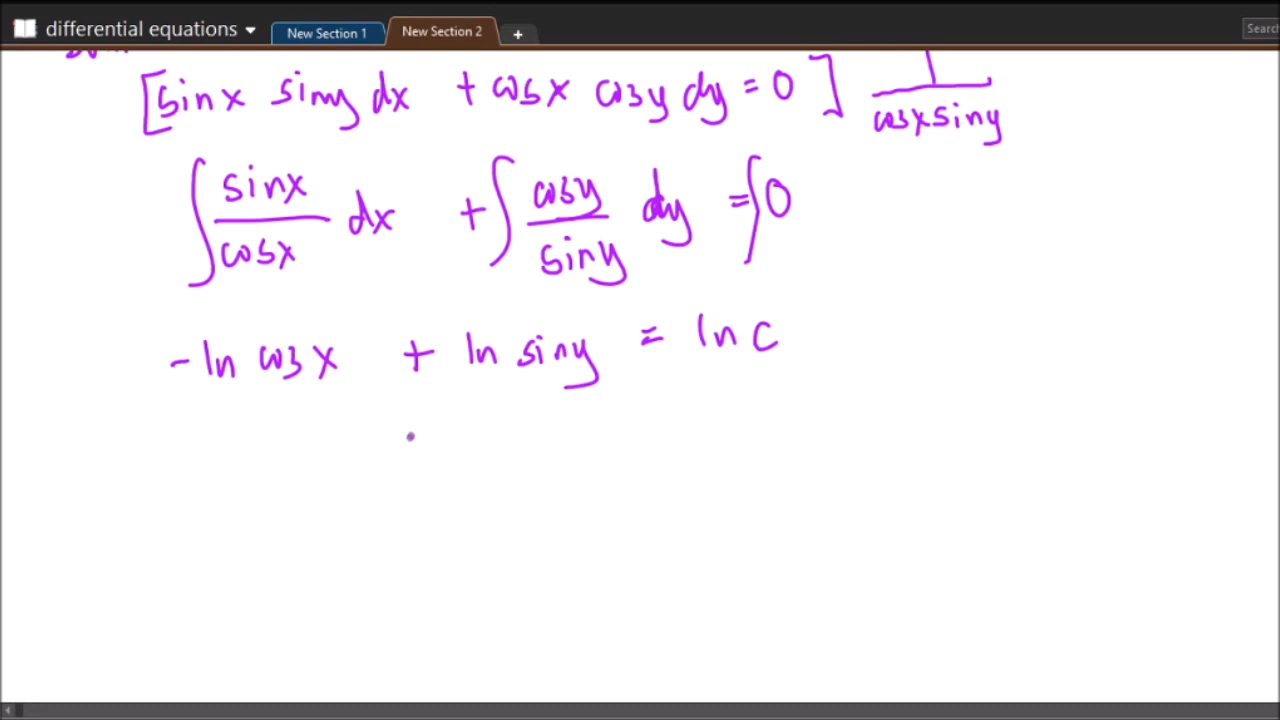 differential equations New Section 1 New Section 2 + Searc
[sinx siny dx + cosx cosy dy = 0] 1/cosxsiny
∫ sinx/cosx dx + ∫ cosy/siny dy = ∫0
-ln cosx + ln siny = ln c